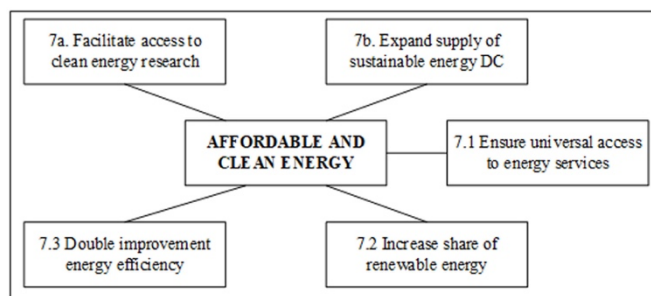 7a. Facilitate access to
clean energy research
7b. Expand supply of
sustainable energy DC
AFFORDABLE AND
CLEAN ENERGY
7.1 Ensure universal access
to energy services
7.3 Double improvement
energy efficiency
7.2 Increase share of
renewable energy